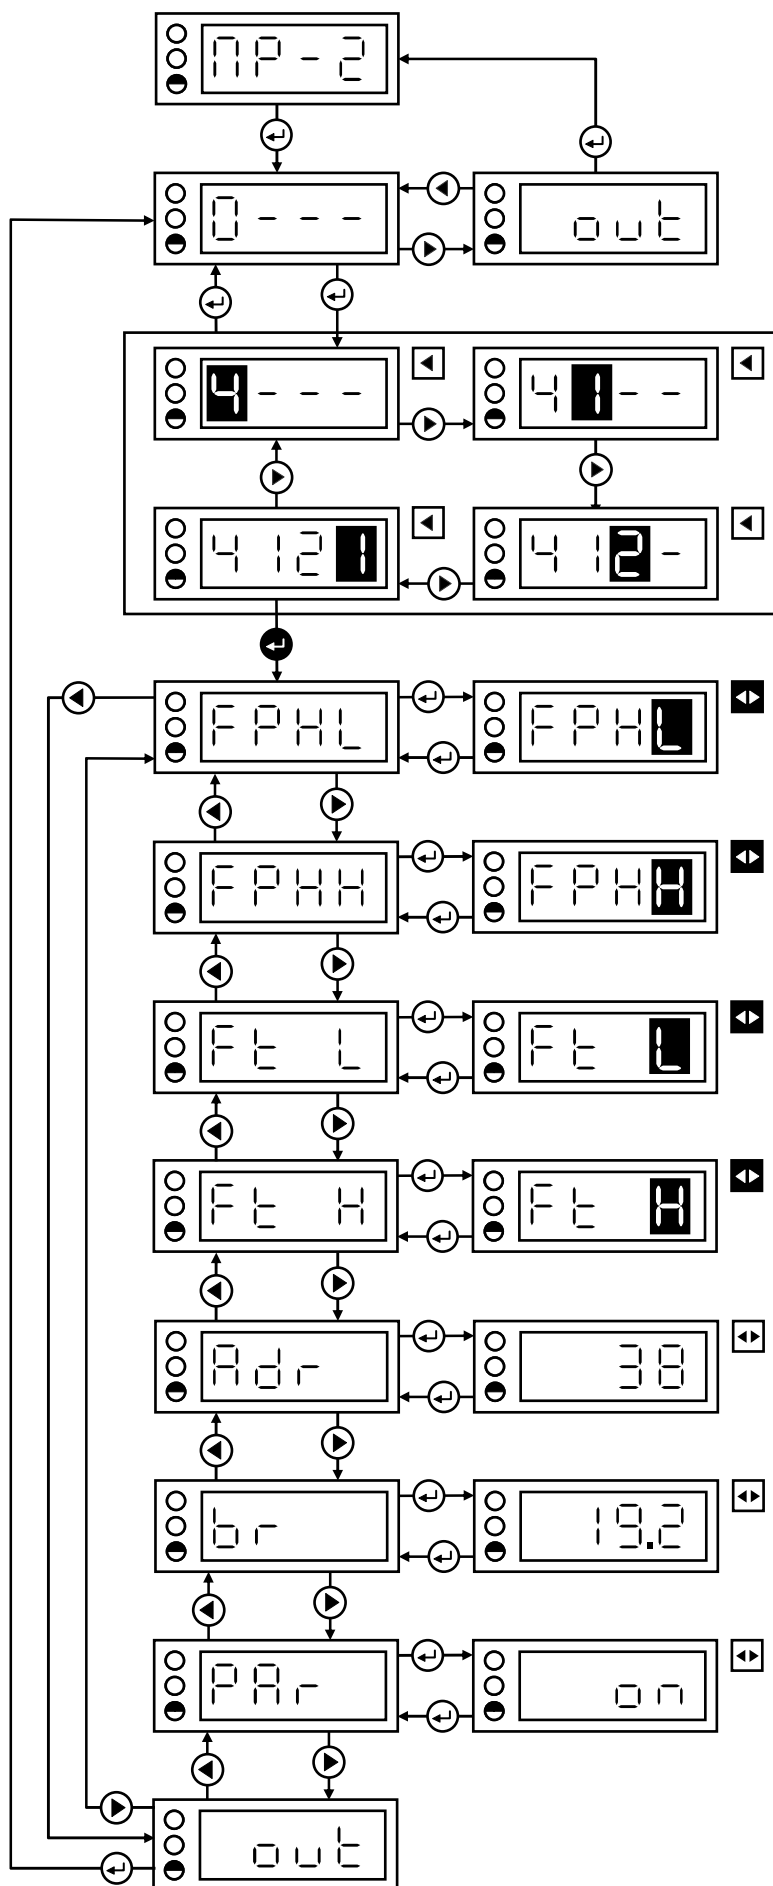 ПР-2
0---
out
4---
41--
4121
412-
FPHL
FPHL
FPHH
FPHH
Ft L
Ft L
Ft H
Ft H
Adr
38
br
19.2
PAr
on
out